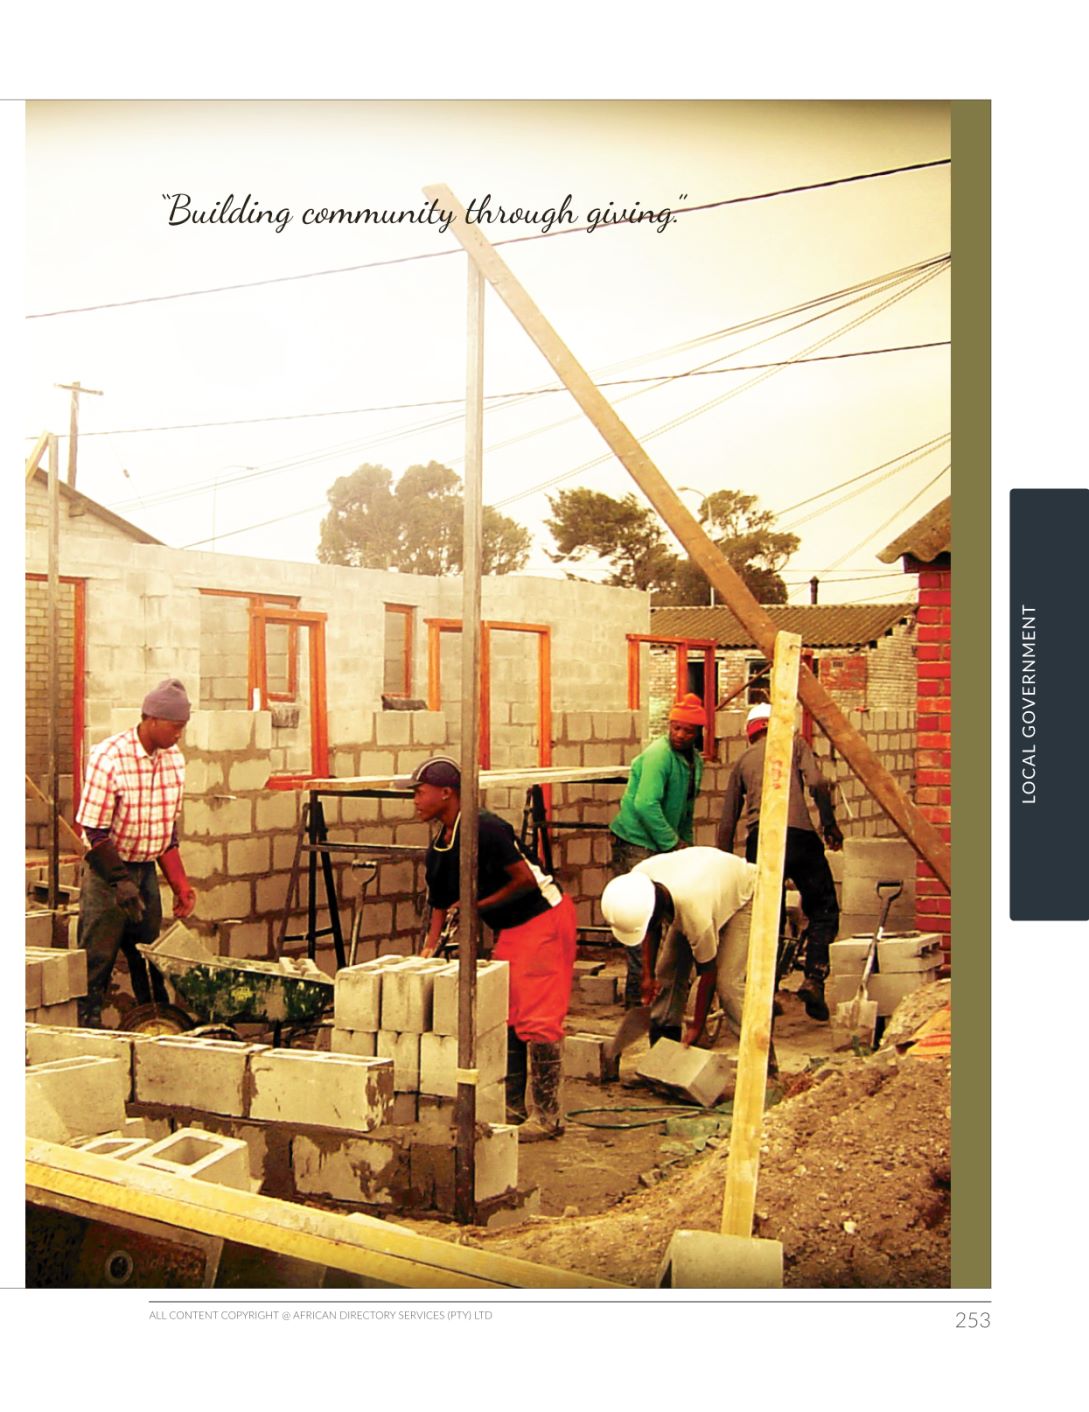 “Building community through giving.”
LOCAL GOVERNMENT
ALL CONTENT COPYRIGHT @ AFRICAN DIRECTORY SERVICES (PTY) LTD
253